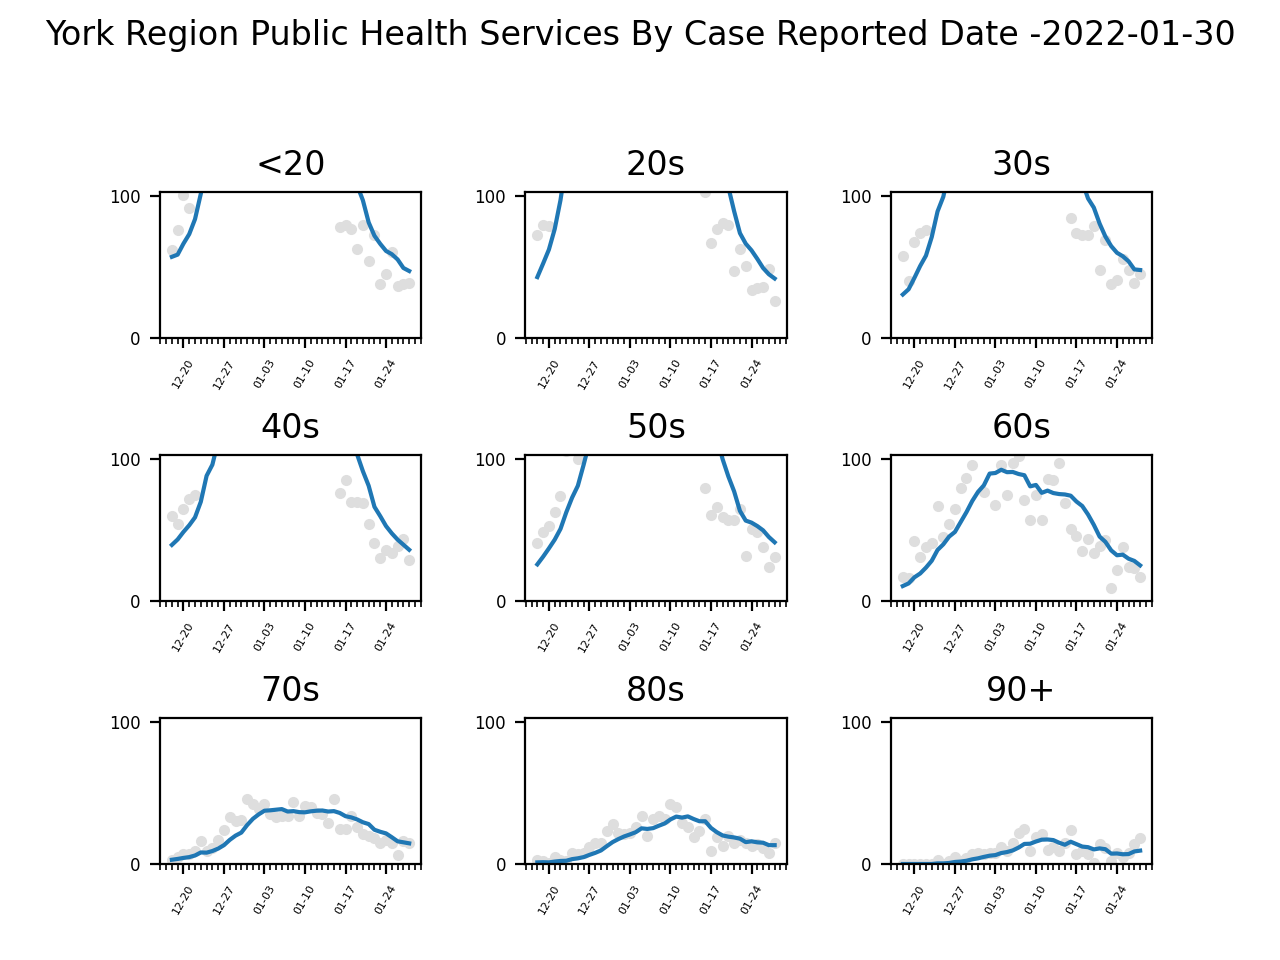 York Region Public Health Services By Case Reported Date -2022-01-30
<20 20s 30s
100 100 100
0 0 0
12-20 12-27 01-03 01-10 01-17 01-24 12-20 12-27 01-03 01-10 01-17 01-24 12-20 12-27 01-03 01-10 01-17 01-24
40s 50s 60s
100 100 100
0 0 0
12-20 12-27 01-03 01-10 01-17 01-24 12-20 12-27 01-03 01-10 01-17 01-24 12-20 12-27 01-03 01-10 01-17 01-24
70s 80s 90+
100 100 100
0 0 0
12-20 12-27 01-03 01-10 01-17 01-24 12-20 12-27 01-03 01-10 01-17 01-24 12-20 12-27 01-03 01-10 01-17 01-24